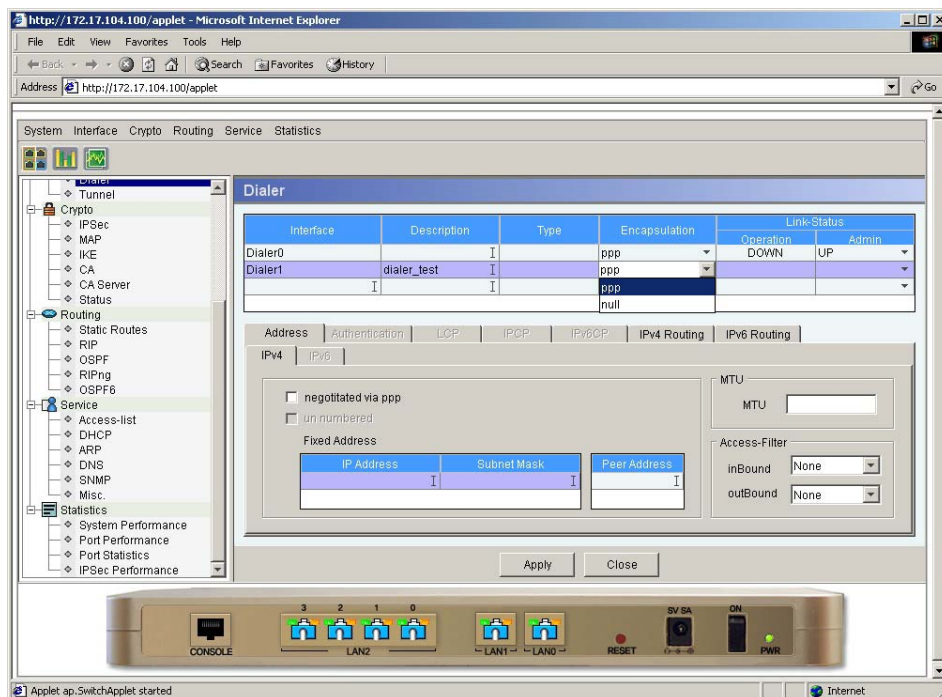 http://172.17.104.100/applet - Microsoft Internet Explorer
File Edit View Favorites Tools Help
Back Search Favorites History
Address http://172.17.104.100/applet Go
System Interface Crypto Routing Service Statistics
Dialer
Tunnel
Crypto
IPSec
MAP
IKE
CA
CA Server
Status
Routing
Static Routes
RIP
OSPF
RIPng
OSPF6
Service
Access-list
DHCP
ARP
DNS
SNMP
Misc.
Statistics
System Performance
Port Performance
Port Statistics
IPSec Performance
Dialer
Interface Description Type Encapsulation Link-Status
Operation Admin
Dialer0 ppp DOWN UP
Dialer1 dialer_test ppp
ppp
null
Address Authentication LCP IPCP IPv6CP IPv4 Routing IPv6 Routing
IPv4 IPv6
negotitated via ppp
un numbered
Fixed Address
IP Address Subnet Mask Peer Address
MTU
MTU
Access-Filter
inBound None
outBound None
Apply Close
3 2 1 0 5V 5A ON
CONSOLE LAN2 LAN1 LAN0 RESET PWR
Applet ap.SwitchApplet started Internet